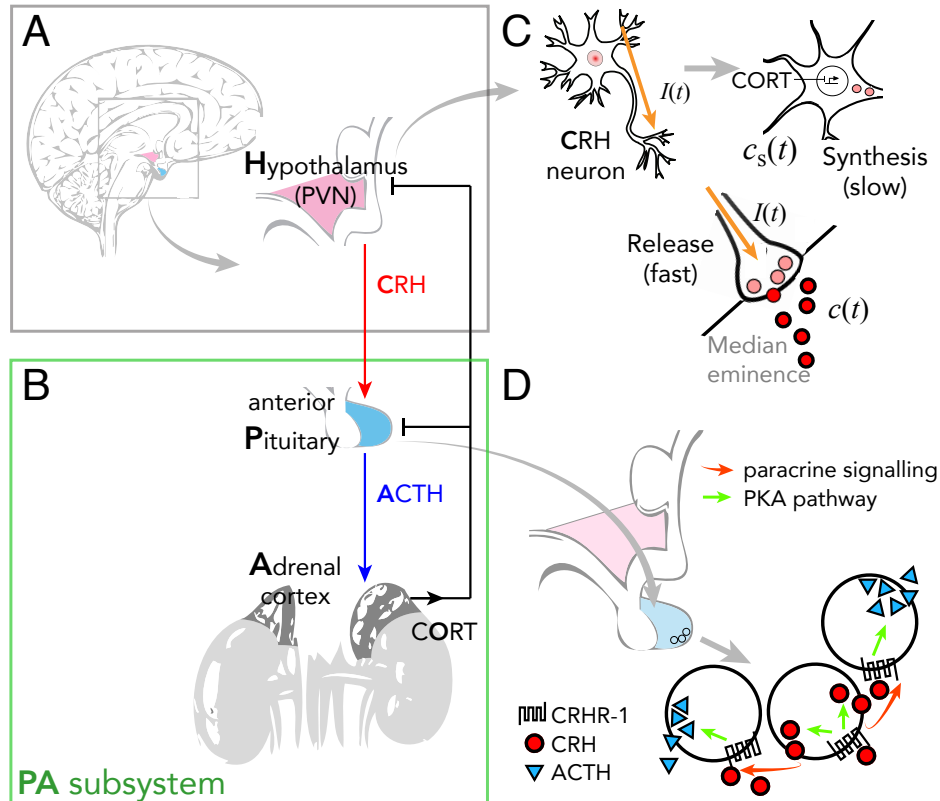 A
Hypothalamus
(PVN)
CRH
B
anterior
Pituitary
ACTH
Adrenal
cortex
CORT
PA subsystem
C
I(t)
CRH
neuron
CORT
cs(t)
Synthesis
(slow)
I(t)
Release
(fast)
c(t)
Median
eminence
D
paracrine signalling
PKA pathway
CRHR-1
CRH
ACTH